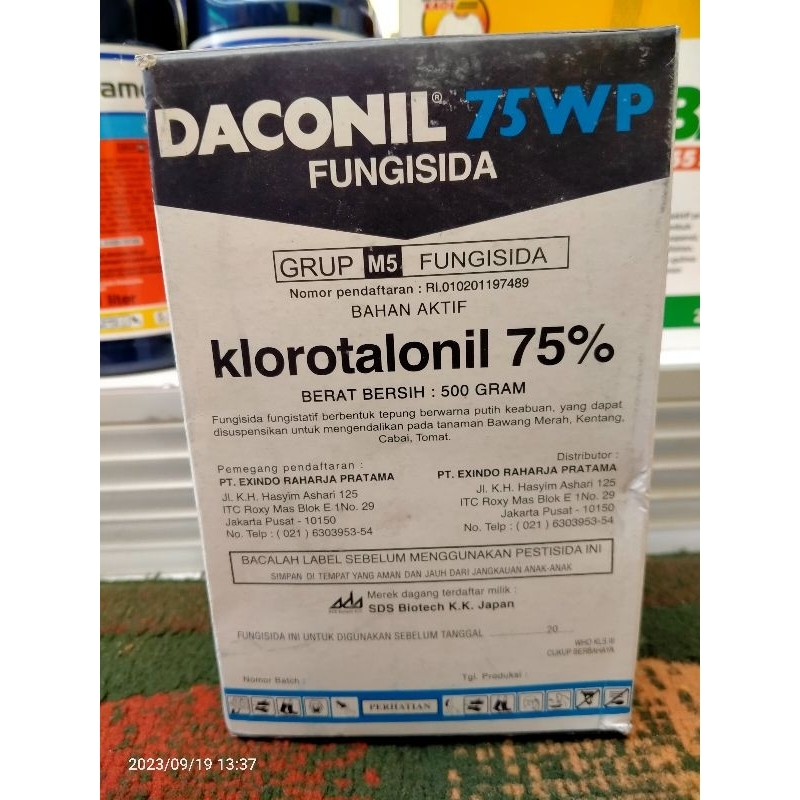 DACONIL® 75WP
FUNGISIDA
GRUP M5 FUNGISIDA
Nomor pendaftaran : RI.010201197489
BAHAN AKTIF
klorotalonil 75%
BERAT BERSIH : 500 GRAM
Fungisida fungistatif berbentuk tepung berwarna putih keabuan, yang dapat
disuspensikan untuk mengendalikan pada tanaman Bawang Merah, Kentang,
Cabai, Tomat.
Pemegang pendaftaran :
PT. EXINDO RAHARJA PRATAMA
Jl. K.H. Hasyim Ashari 125
ITC Roxy Mas Blok E 1No. 29
Jakarta Pusat - 10150
No. Telp : ( 021 ) 6303953-54
Distributor :
PT. EXINDO RAHARJA PRATAMA
Jl. K.H. Hasyim Ashari 125
ITC Roxy Mas Blok E 1No. 29
Jakarta Pusat - 10150
No. Telp : ( 021 ) 6303953-54
BACALAH LABEL SEBELUM MENGGUNAKAN PESTISIDA INI
SIMPAN DI TEMPAT YANG AMAN DAN JAUH DARI JANGKAUAN ANAK-ANAK
Merek dagang terdaftar milik :
SDS Biotech K.K. Japan
FUNGISIDA INI UNTUK DIGUNAKAN SEBELUM TANGGAL 20
WHO KLS.III
CUKUP BERBAHAYA
Nomor Batch :
Tgl. Produksi :
PERHATIAN
liter
2023/09/19 13:37